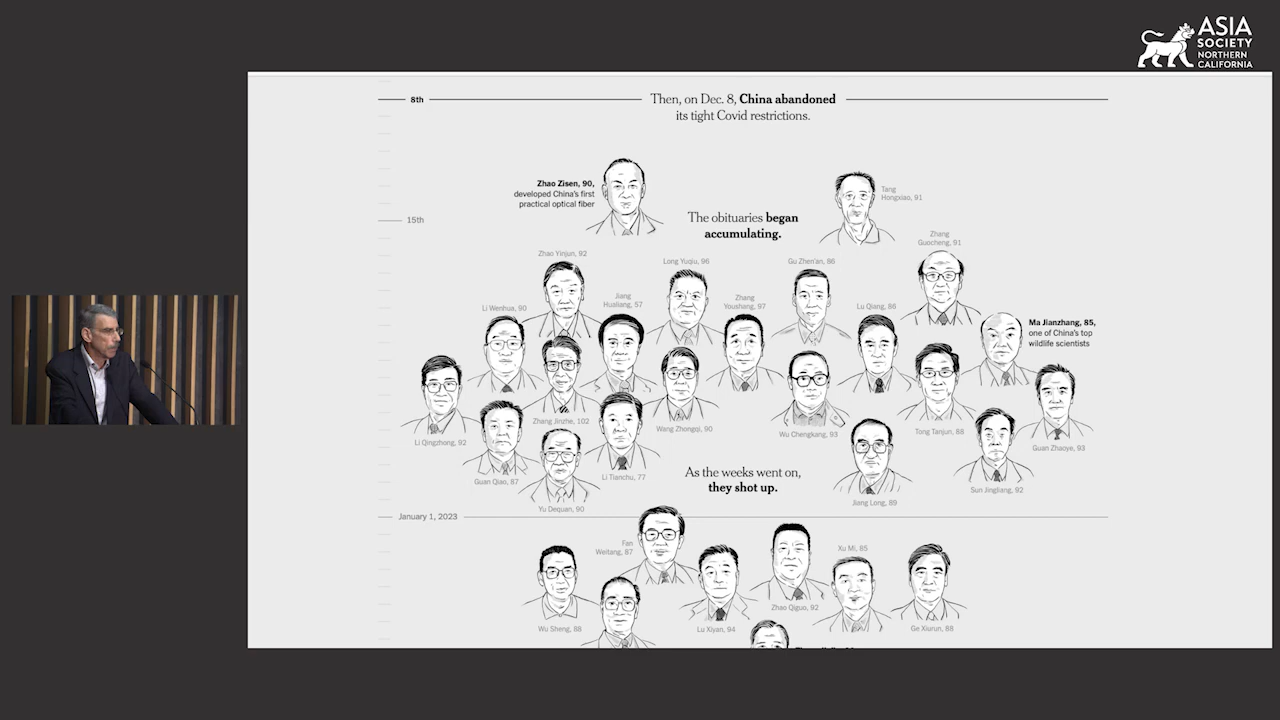 ASIA
SOCIETY
NORTHERN
CALIFORNIA
8th
Then, on Dec. 8, China abandoned
its tight Covid restrictions.
Zhao Zisen, 90,
developed China's first
practical optical fiber
Tang
Hongxiao, 91
15th
The obituaries began
accumulating.
Zhang
Guocheng, 91
Zhao Yinjun, 92
Long Yuqiu, 96
Gu Zhen'an, 86
Li Wenhua, 90
Jiang
Hualiang, 57
Zhang
Youshang, 97
Lu Qiang, 86
Ma Jianzhang, 85,
one of China's top
wildlife scientists
Li Qingzhong, 92
Zhang Jinzhe, 102
Wang Zhongqi, 90
Wu Chengkang, 93
Tong Tanjun, 88
Guan Zhaoye, 93
Guan Qiao, 87
Li Tianchu, 77
Yu Dequan, 90
As the weeks went on,
they shot up.
Jiang Long, 89
Sun Jingliang, 92
January 1, 2023
Fan
Weitang, 87
Xu Mi, 85
Wu Sheng, 88
Lu Xiyan, 94
Zhao Qiguo, 92
Ge Xiurun, 88